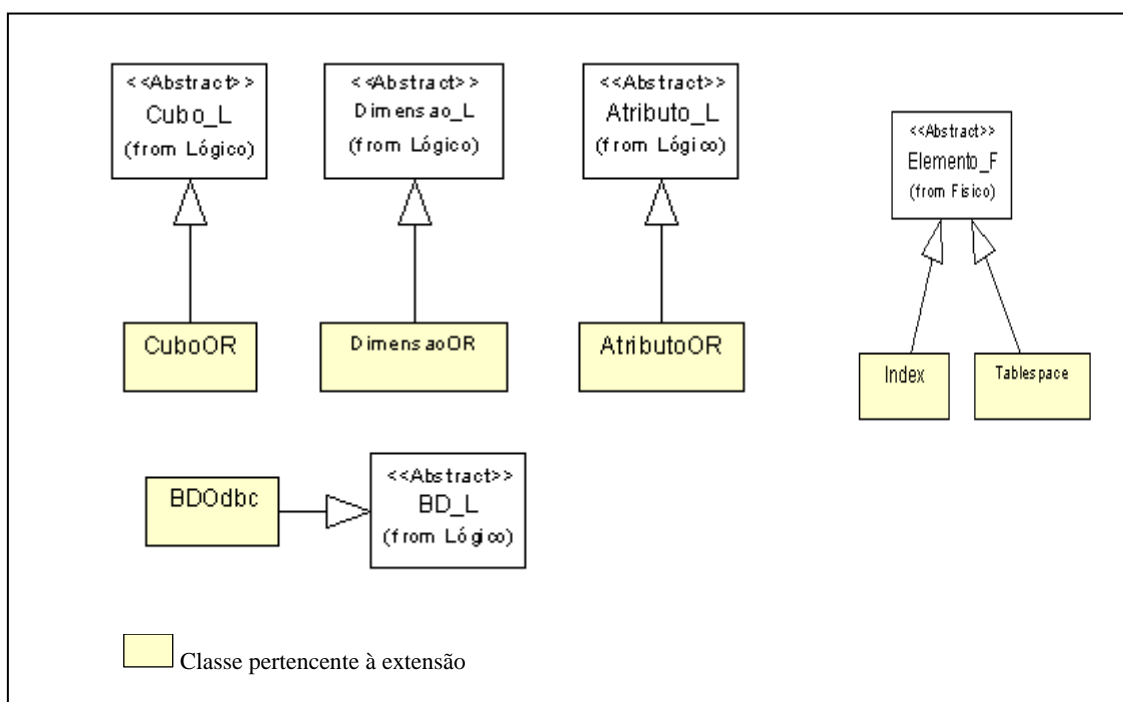 <<Abstract>>
Cubo_L
(from Lógico)
<<Abstract>>
Dimensao_L
(from Lógico)
<<Abstract>>
Atributo_L
(from Lógico)
<<Abstract>>
Elemento_F
(from Fisico)
CuboOR
DimensaoOR
AtributoOR
Index
Tablespace
BDOdbc
<<Abstract>>
BD_L
(from Lógico)
Classe pertencente à extensão